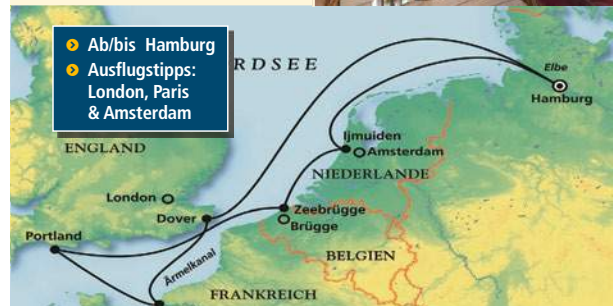 Ab/bis Hamburg
Ausflugstipps:
London, Paris
& Amsterdam
RDSEE
Elbe
Hamburg
Ijmuiden
Amsterdam
ENGLAND
NIEDERLANDE
London
Zeebrügge
Dover
Brügge
Portland
Ärmelkanal
BELGIEN
FRANKREICH